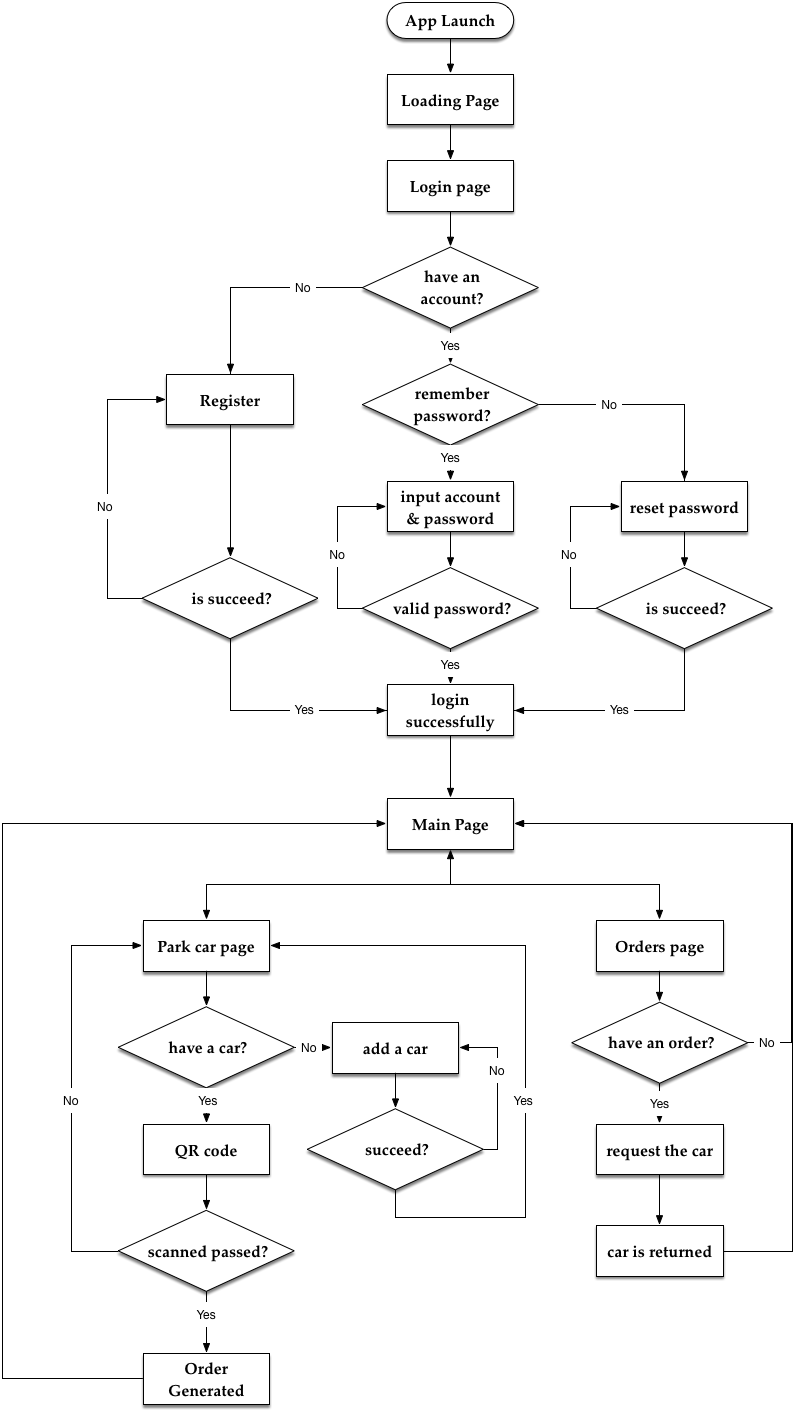 App Launch
Loading Page
Login page
have an
account?
No
Yes
Register
remember
password?
No
Yes
input account
& password
reset password
No
No
No
is succeed?
valid password?
is succeed?
Yes
Yes
Yes
login
successfully
Main Page
Park car page
Orders page
have a car?
No
add a car
No
have an order?
No
Yes
No
Yes
Yes
QR code
succeed?
request the car
scanned passed?
car is returned
Yes
Order
Generated